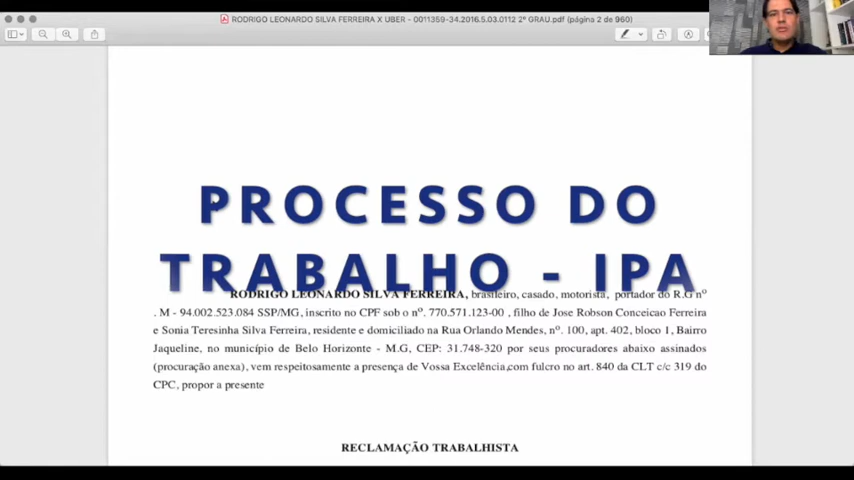 RODRIGO LEONARDO SILVA FERREIRA X UBER - 0011359-34.2016.5.03.0112 2º GRAU.pdf (página 2 de 960)
PROCESSO DO
TRABALHO - IPA
RODRIGO LEONARDO SILVA FERREIRA, brasileiro, casado, motorista, portador do R.G nº
. M - 94.002.523.084 SSP/MG, inscrito no CPF sob o nº. 770.571.123-00 , filho de Jose Robson Conceicao Ferreira
e Sonia Teresinha Silva Ferreira, residente e domiciliado na Rua Orlando Mendes, nº. 100, apt. 402, bloco 1, Bairro
Jaqueline, no município de Belo Horizonte - M.G, CEP: 31.748-320 por seus procuradores abaixo assinados
(procuração anexa), vem respeitosamente a presença de Vossa Excelência,com fulcro no art. 840 da CLT c/c 319 do
CPC, propor a presente
RECLAMAÇÃO TRABALHISTA